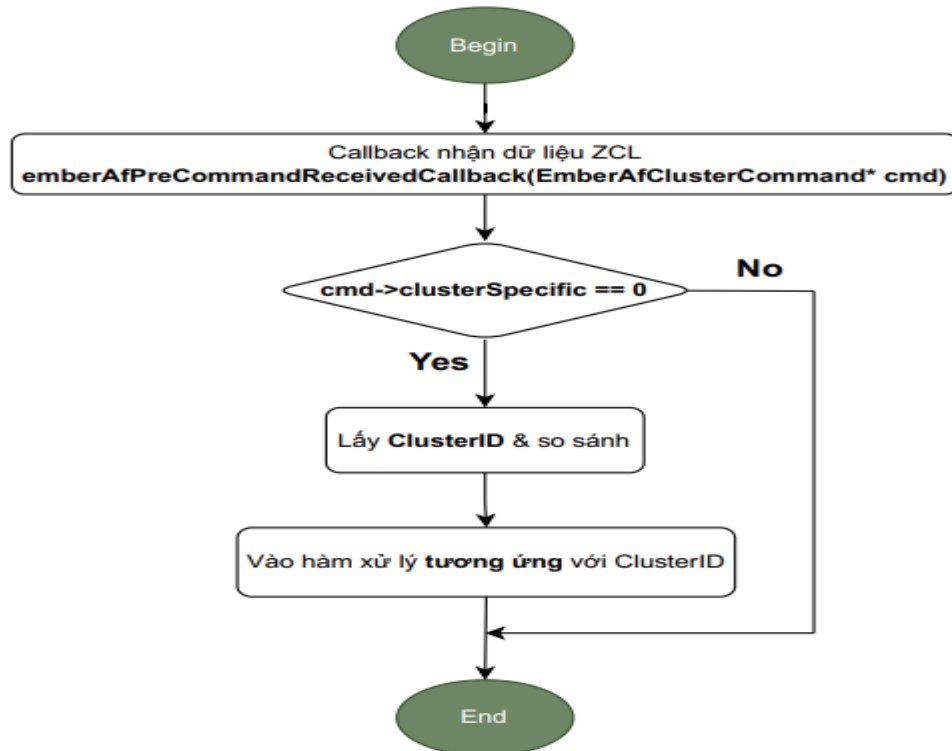 Begin
Callback nhận dữ liệu ZCL
emberAfPreCommandReceivedCallback(EmberAfClusterCommand* cmd)
cmd->clusterSpecific == 0
No
Yes
Lấy ClusterID & so sánh
Vào hàm xử lý tương ứng với ClusterID
End